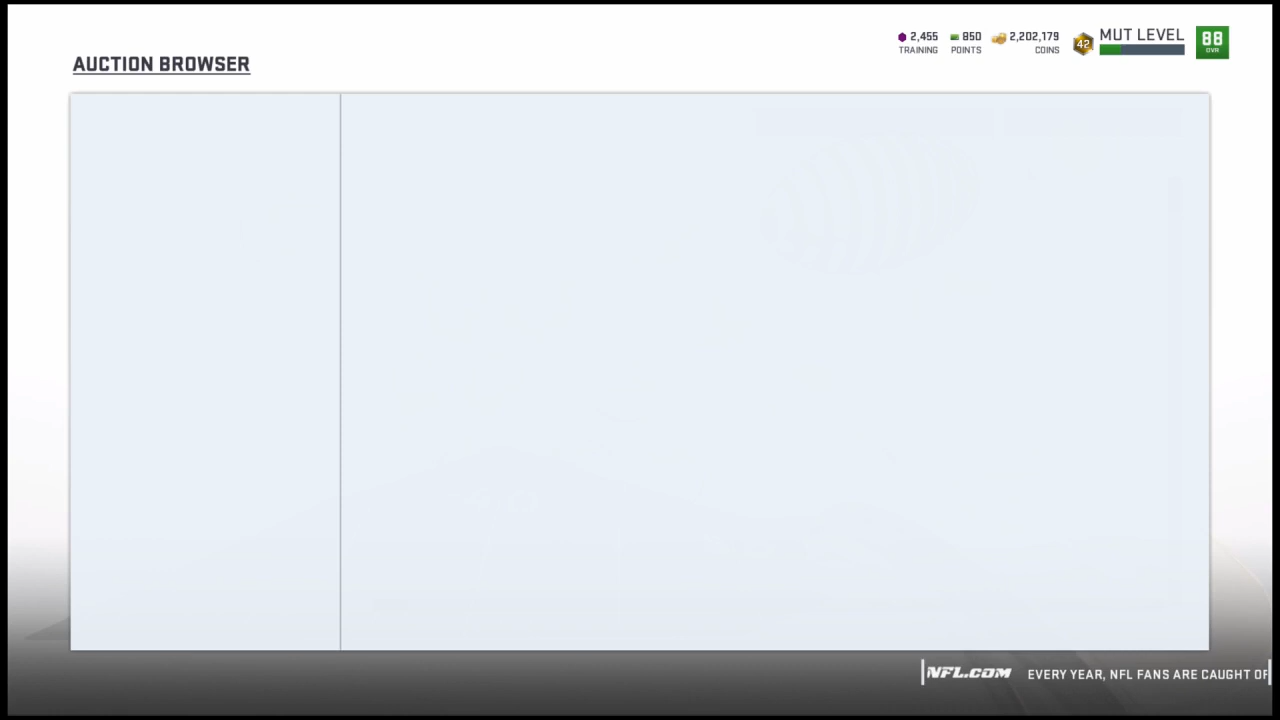 AUCTION BROWSER
2,455 TRAINING
850 POINTS
2,202,179 COINS
42
MUT LEVEL
88 OVR
NFL.COM EVERY YEAR, NFL FANS ARE CAUGHT OF